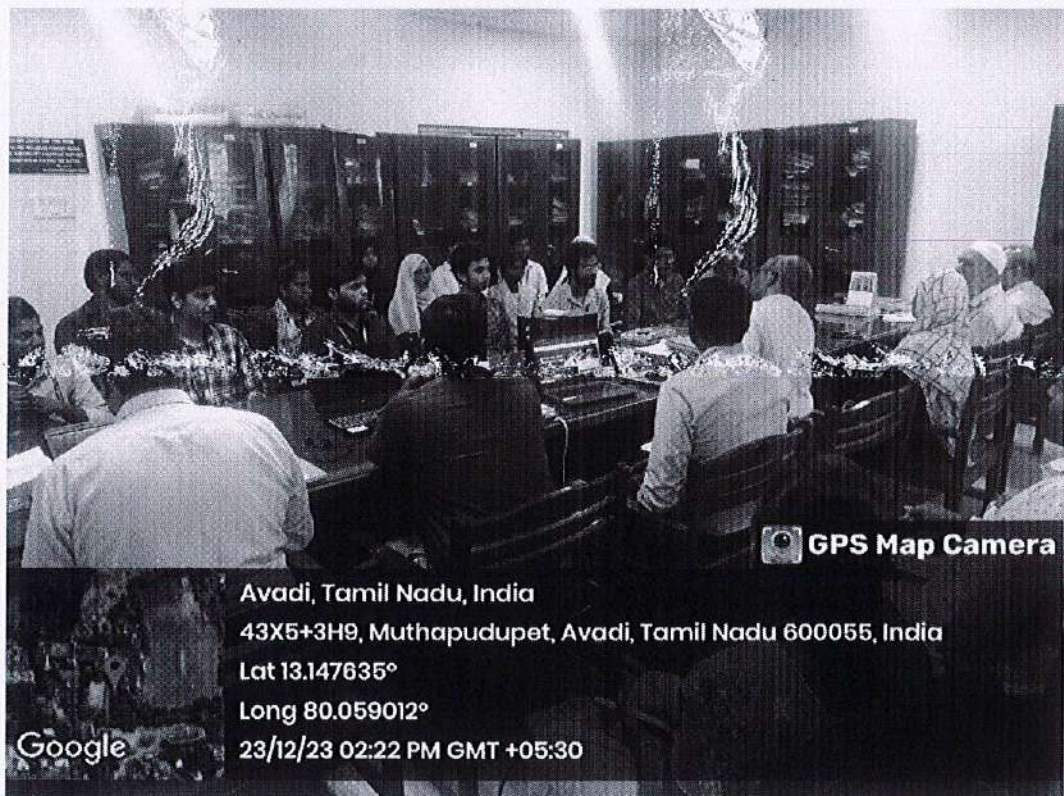 GPS Map Camera
Avadi, Tamil Nadu, India
43X5+3H9, Muthapudupet, Avadi, Tamil Nadu 600055, India
Lat 13.147635°
Long 80.059012°
23/12/23 02:22 PM GMT +05:30
Google